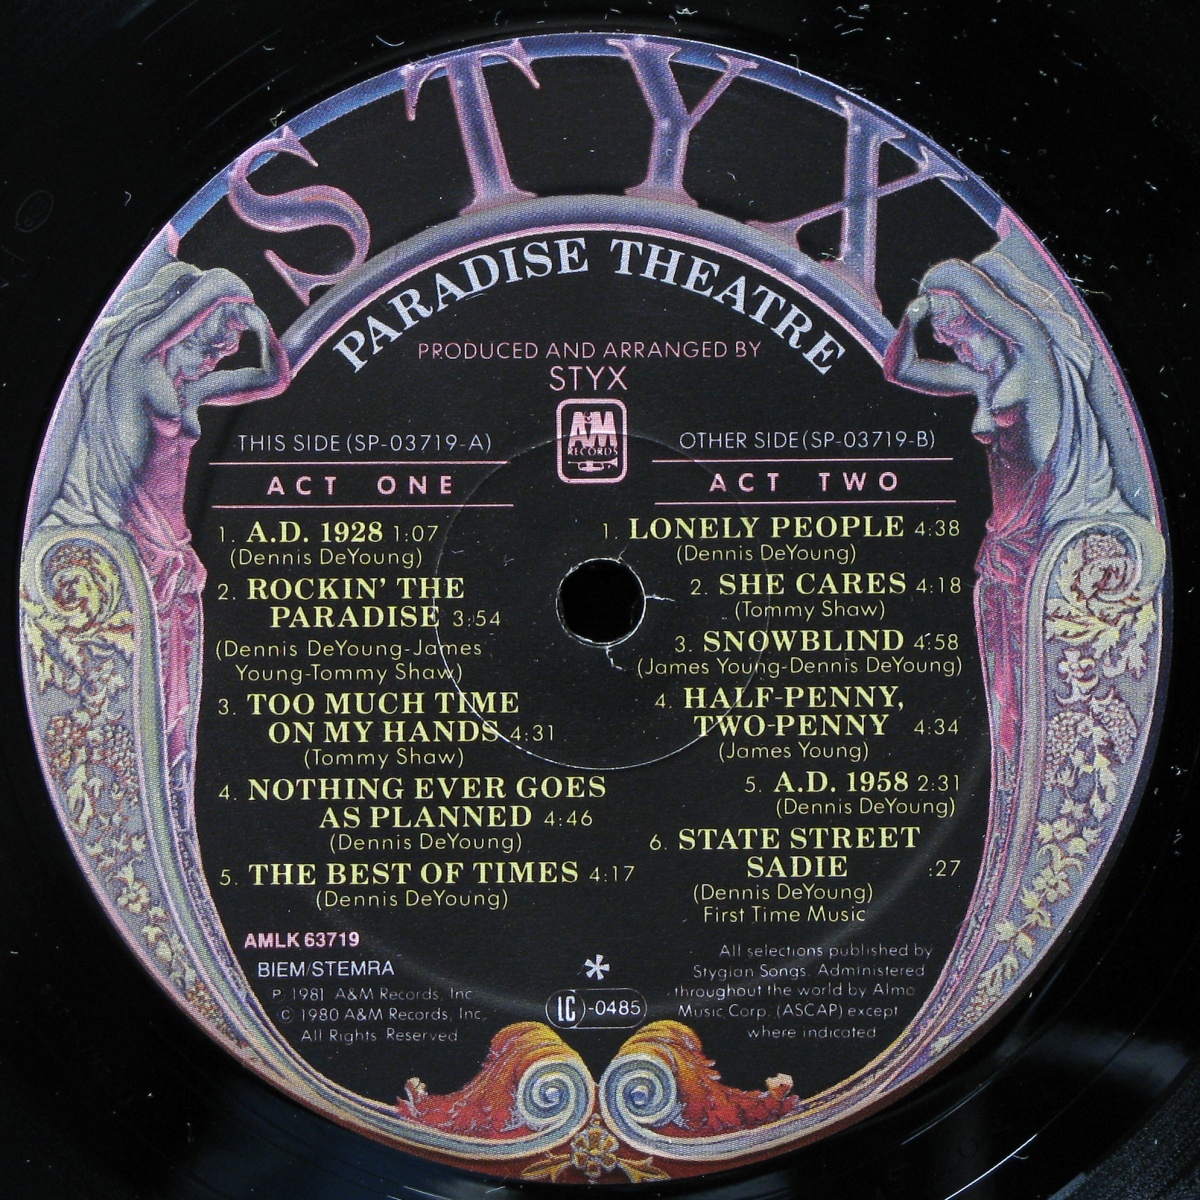 STYX
PARADISE THEATRE
PRODUCED AND ARRANGED BY
STYX
A&M
RECORDS
THIS SIDE (SP-03719-A)
ACT ONE
1. A.D. 1928 1:07
(Dennis DeYoung)
2. ROCKIN' THE
PARADISE 3:54
(Dennis DeYoung-James
Young-Tommy Shaw)
3. TOO MUCH TIME
ON MY HANDS 4:31
(Tommy Shaw)
4. NOTHING EVER GOES
AS PLANNED 4:46
(Dennis DeYoung)
5. THE BEST OF TIMES 4:17
(Dennis DeYoung)
OTHER SIDE (SP-03719-B)
ACT TWO
1. LONELY PEOPLE 4:38
(Dennis DeYoung)
2. SHE CARES 4:18
(Tommy Shaw)
3. SNOWBLIND 4:58
(James Young-Dennis DeYoung)
4. HALF-PENNY,
TWO-PENNY 4:34
(James Young)
5. A.D. 1958 2:31
(Dennis DeYoung)
6. STATE STREET
SADIE :27
(Dennis DeYoung)
First Time Music
AMLK 63719
BIEM/STEMRA
P 1981 A&M Records, Inc
© 1980 A&M Records, Inc.
All Rights Reserved
*
LC-0485
All selections published by
Stygian Songs. Administered
throughout the world by Almo
Music Corp. (ASCAP) except
where indicated